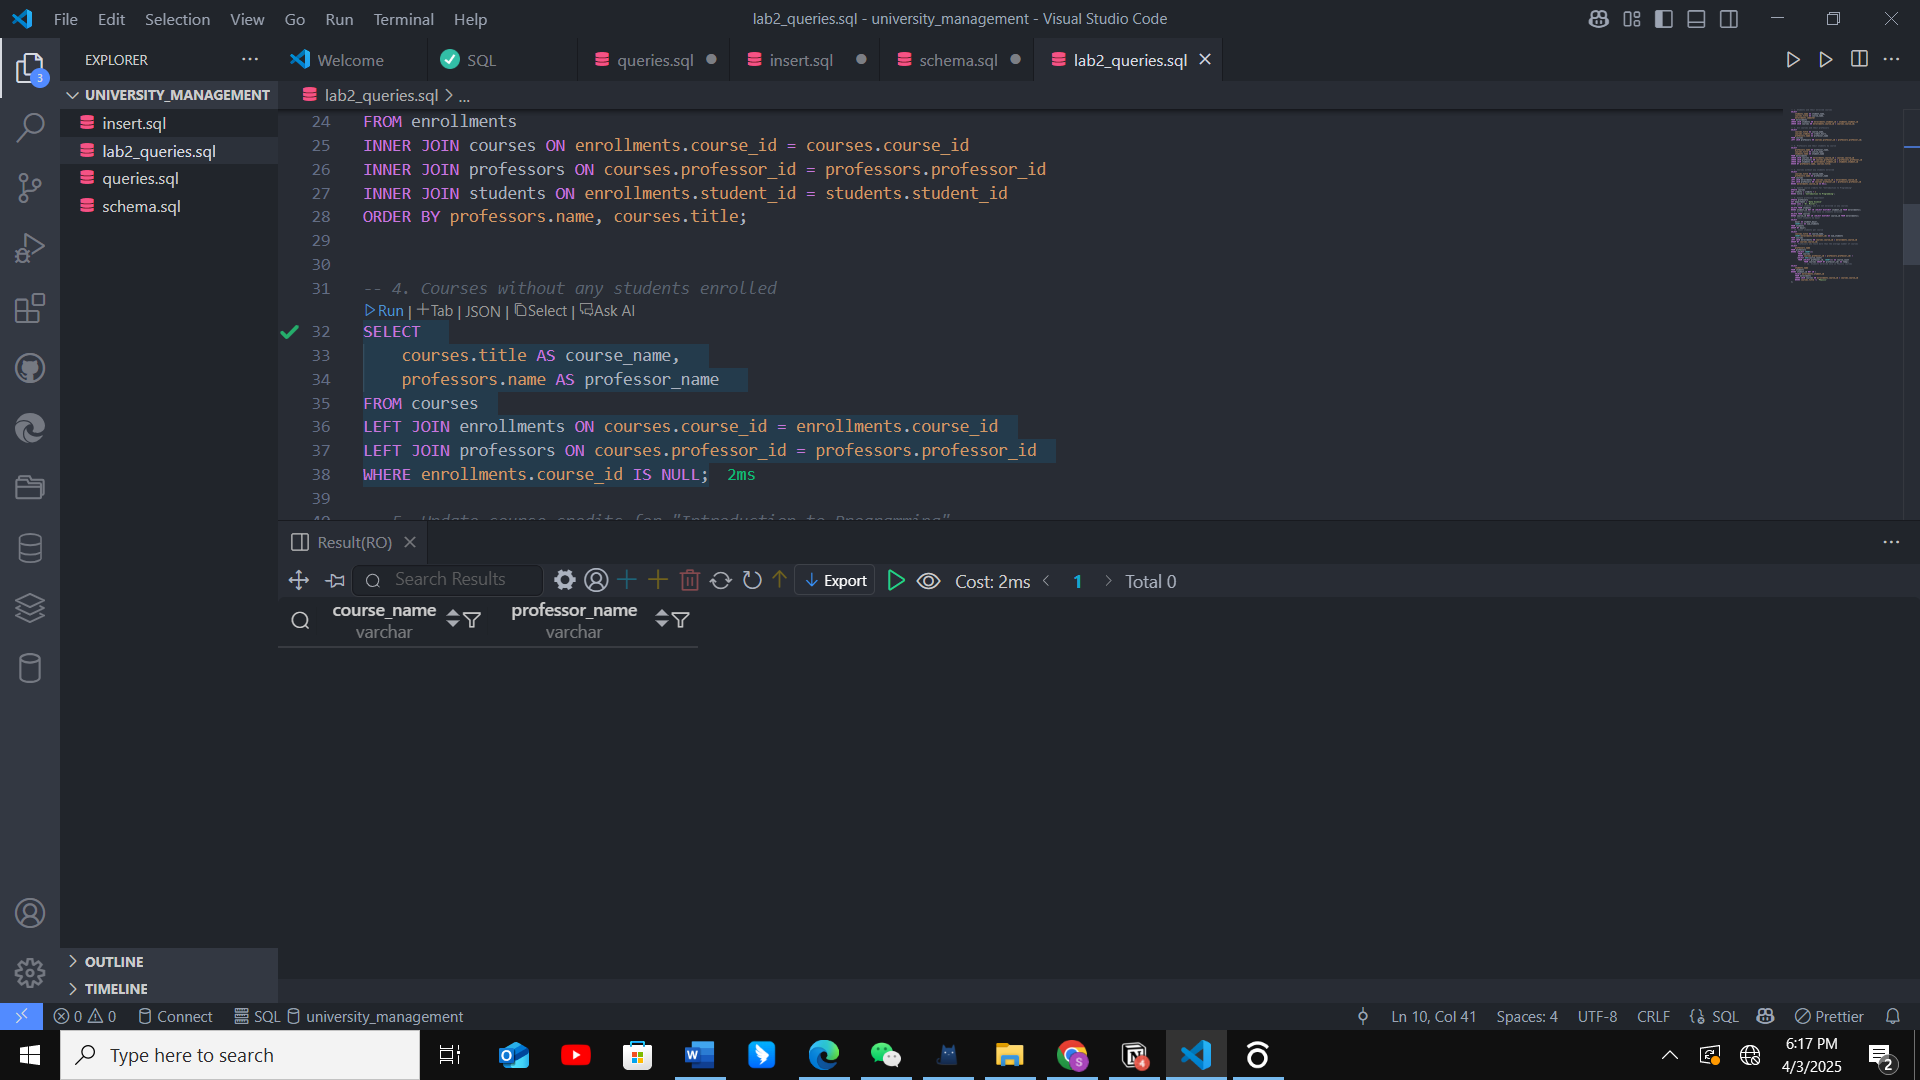 File Edit Selection View Go Run Terminal Help
lab2_queries.sql - university_management - Visual Studio Code
EXPLORER
Welcome
SQL
queries.sql
insert.sql
schema.sql
lab2_queries.sql
3
UNIVERSITY_MANAGEMENT
insert.sql
lab2_queries.sql
queries.sql
schema.sql
lab2_queries.sql > ...
24 FROM enrollments
25 INNER JOIN courses ON enrollments.course_id = courses.course_id
26 INNER JOIN professors ON courses.professor_id = professors.professor_id
27 INNER JOIN students ON enrollments.student_id = students.student_id
28 ORDER BY professors.name, courses.title;
29
30
31 -- 4. Courses without any students enrolled
Run | Tab | JSON | Select | Ask AI
32 SELECT
33 courses.title AS course_name,
34 professors.name AS professor_name
35 FROM courses
36 LEFT JOIN enrollments ON courses.course_id = enrollments.course_id
37 LEFT JOIN professors ON courses.professor_id = professors.professor_id
38 WHERE enrollments.course_id IS NULL; 2ms
39
Result(RO)
Search Results
Export
Cost: 2ms
1
Total 0
course_name
varchar
professor_name
varchar
OUTLINE
TIMELINE
0 0 Connect SQL university_management
Ln 10, Col 41 Spaces: 4 UTF-8 CRLF SQL Prettier
Type here to search
4
6:17 PM
4/3/2025
2